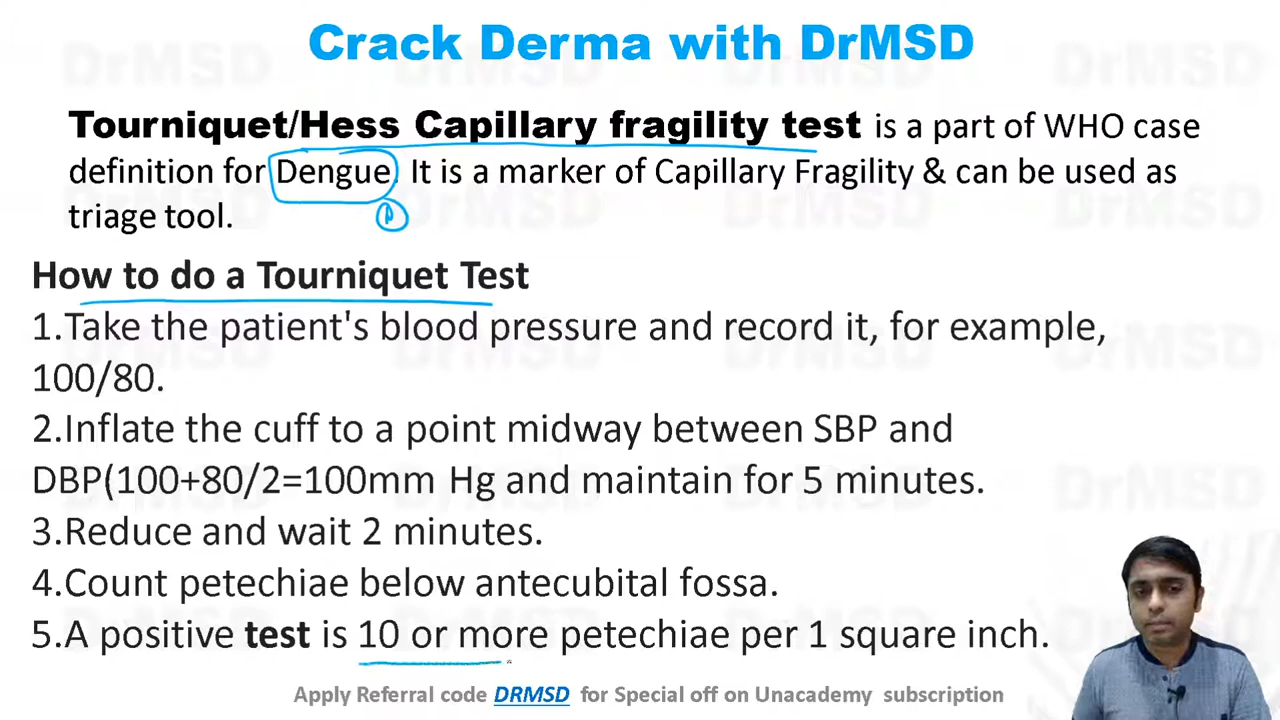 Crack Derma with DrMSD
Tourniquet/Hess Capillary fragility test is a part of WHO case
definition for Dengue. It is a marker of Capillary Fragility & can be used as
triage tool.
How to do a Tourniquet Test
1.Take the patient's blood pressure and record it, for example,
100/80.
2.Inflate the cuff to a point midway between SBP and
DBP(100+80/2=100mm Hg and maintain for 5 minutes.
3.Reduce and wait 2 minutes.
4.Count petechiae below antecubital fossa.
5.A positive test is 10 or more petechiae per 1 square inch.
Apply Referral code DRMSD for Special off on Unacademy subscription